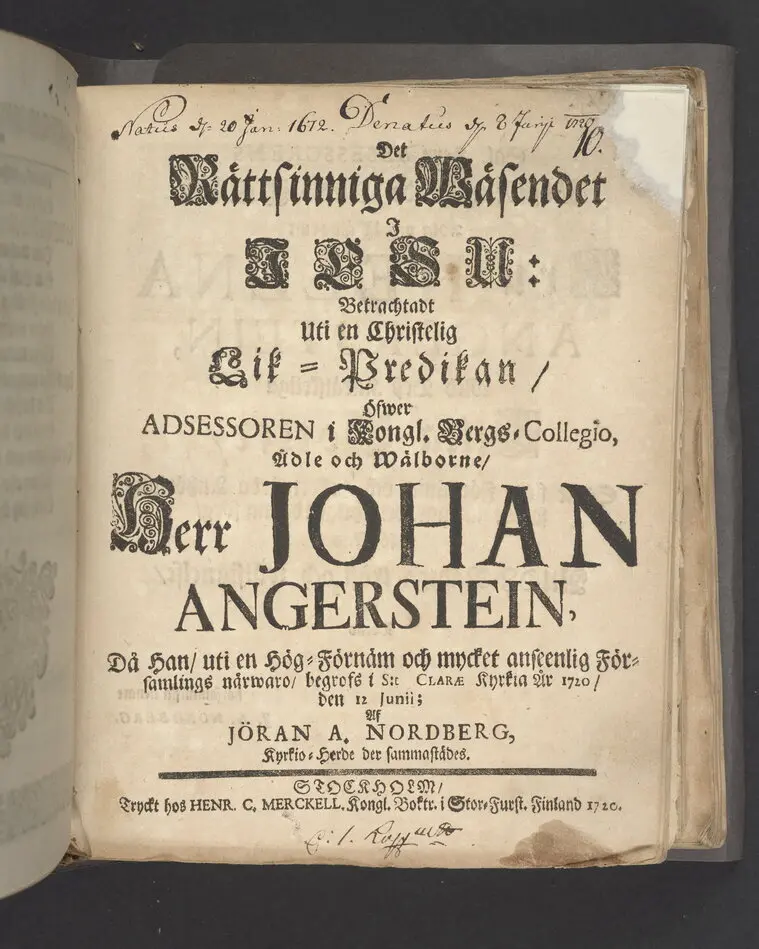 Natus d. 20 Jan: 1672. Denatus d. 8 Junij
10.
Det
Rättsinniga Wäsendet
I
JESU:
Betrachtadt
Uti en Christelig
Lik = Predikan /
öfwer
ADSESSOREN i Kongl. Bergs-Collegio,
Ädle och Wälborne/
Herr JOHAN
ANGERSTEIN,
Då Han/ uti en Hög-Förnäm och mycket anseenlig För-
samlings närwaro/ begrofs i S:t CLARÆ Kyrkia År 1720/
den 12 Junii;
Af
JÖRAN A. NORDBERG,
Kyrkio-Herde der sammastädes.
STOCKHOLM/
Tryckt hos HENR. C. MERCKELL. Kongl. Boktr. i Stor-Furst. Finland 1720.